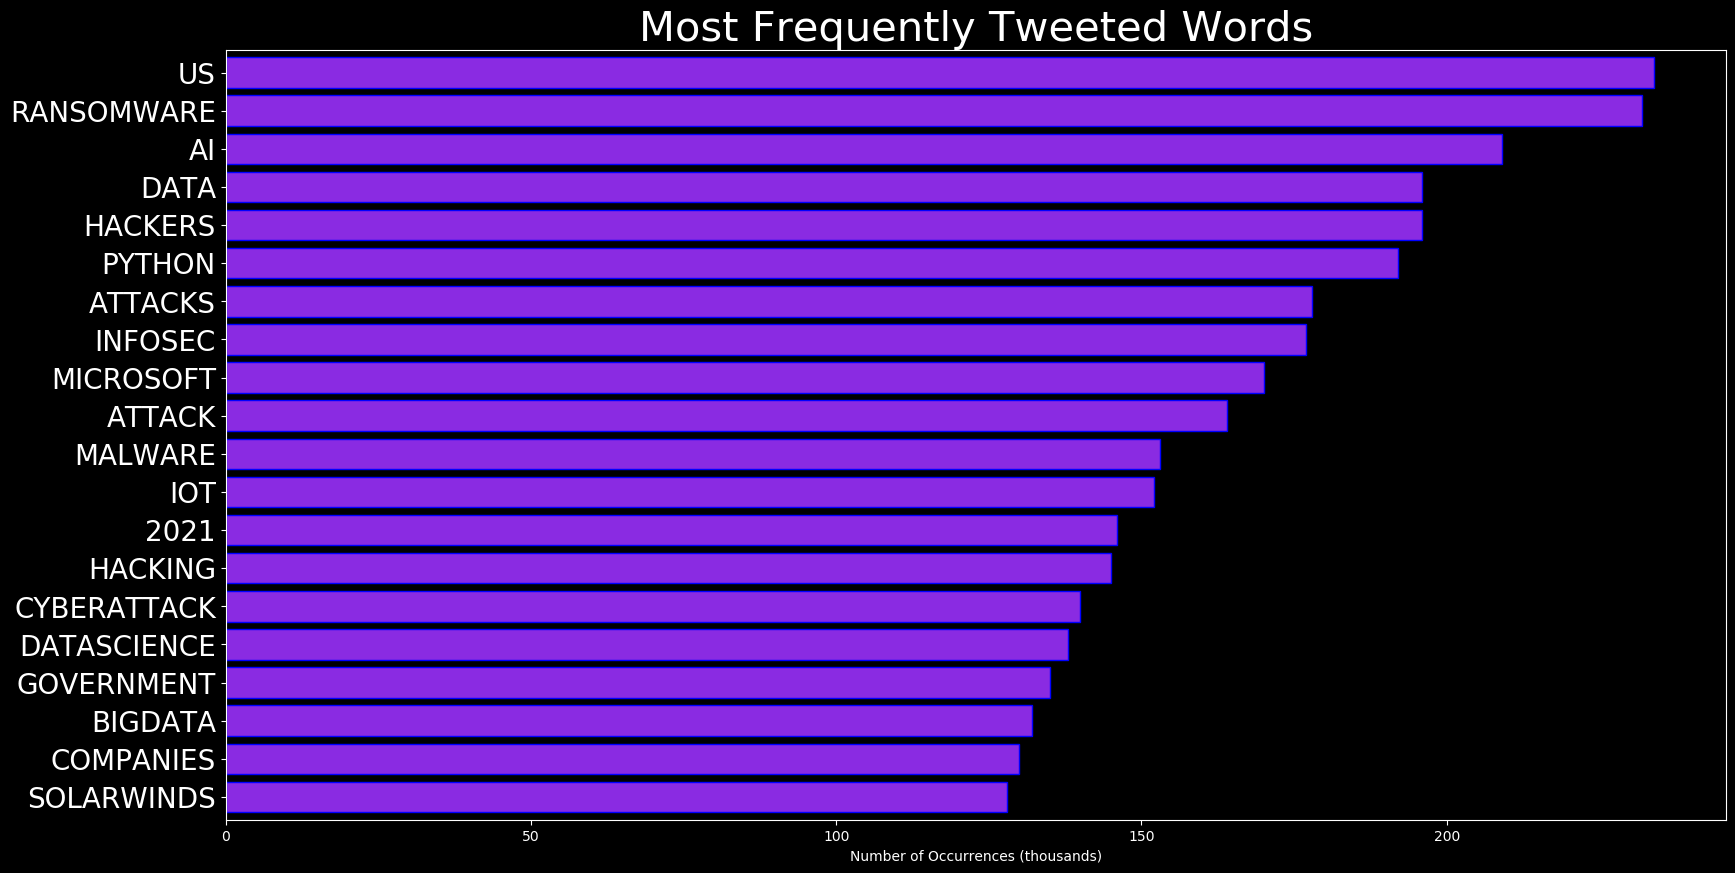 Most Frequently Tweeted Words
US
RANSOMWARE
AI
DATA
HACKERS
PYTHON
ATTACKS
INFOSEC
MICROSOFT
ATTACK
MALWARE
IOT
2021
HACKING
CYBERATTACK
DATASCIENCE
GOVERNMENT
BIGDATA
COMPANIES
SOLARWINDS
0 50 100 150 200
Number of Occurrences (thousands)